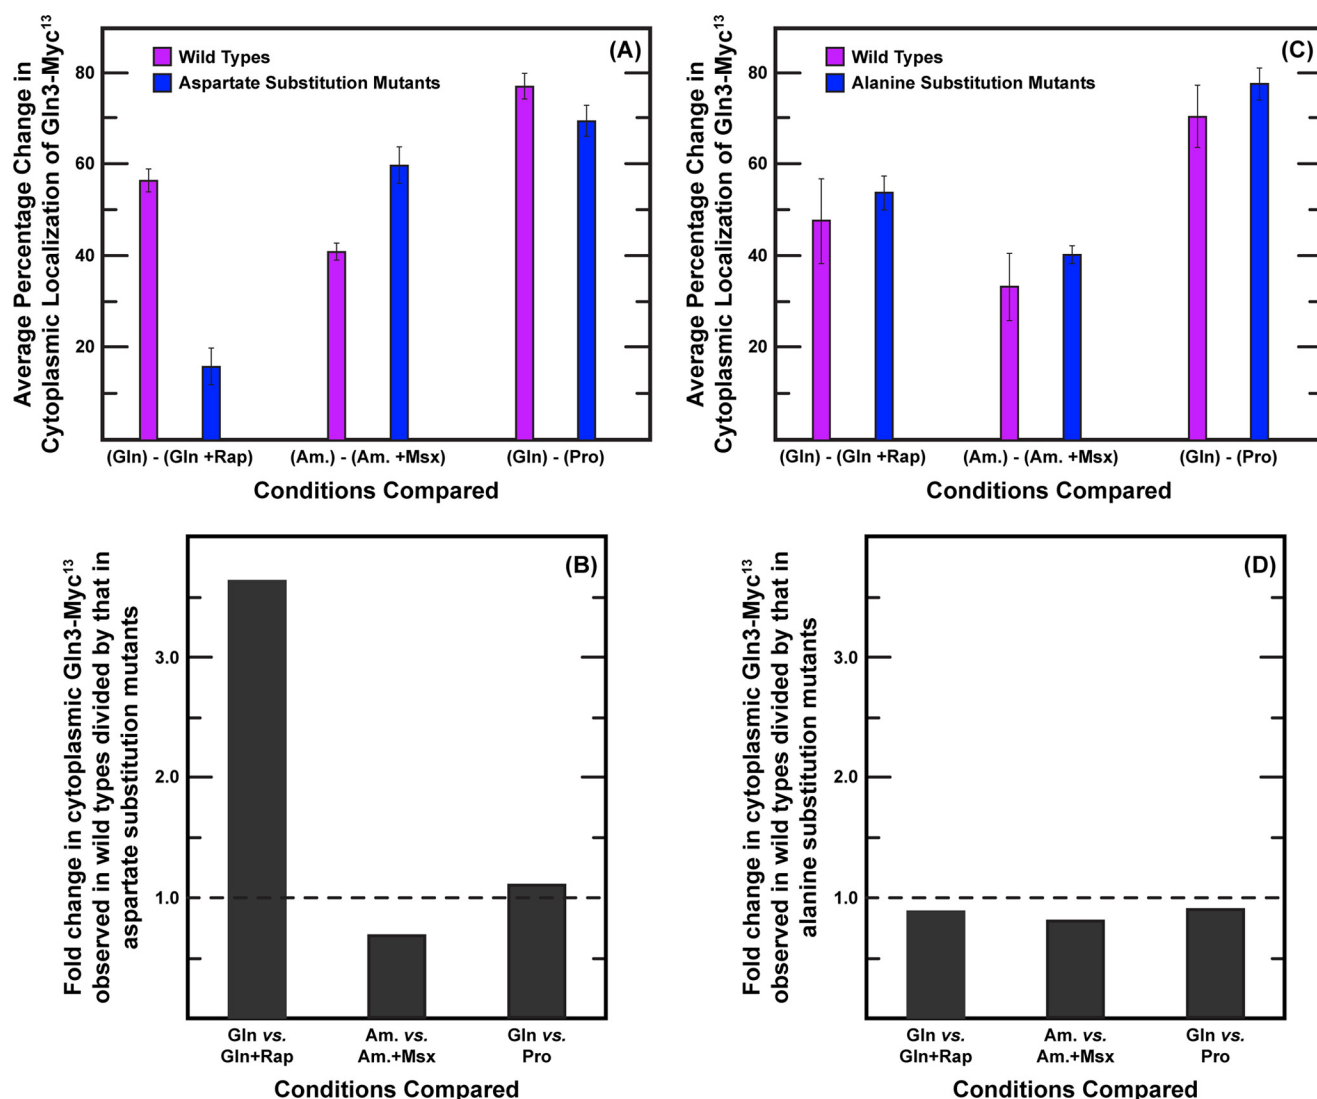 Average Percentage Change in
Cytoplasmic Localization of Gln3-Myc¹³
(A)
Wild Types
Aspartate Substitution Mutants
80
60
40
20
(Gln) - (Gln +Rap)
(Am.) - (Am. +Msx)
(Gln) - (Pro)
Conditions Compared
Average Percentage Change in
Cytoplasmic Localization of Gln3-Myc¹³
(C)
Wild Types
Alanine Substitution Mutants
80
60
40
20
(Gln) - (Gln +Rap)
(Am.) - (Am. +Msx)
(Gln) - (Pro)
Conditions Compared
Fold change in cytoplasmic Gln3-Myc¹³
observed in wild types divided by that in
aspartate substitution mutants
(B)
3.0
2.0
1.0
Gln vs.
Gln+Rap
Am. vs.
Am.+Msx
Gln vs.
Pro
Conditions Compared
Fold change in cytoplasmic Gln3-Myc¹³
observed in wild types divided by that in
alanine substitution mutants
(D)
3.0
2.0
1.0
Gln vs.
Gln+Rap
Am. vs.
Am.+Msx
Gln vs.
Pro
Conditions Compared